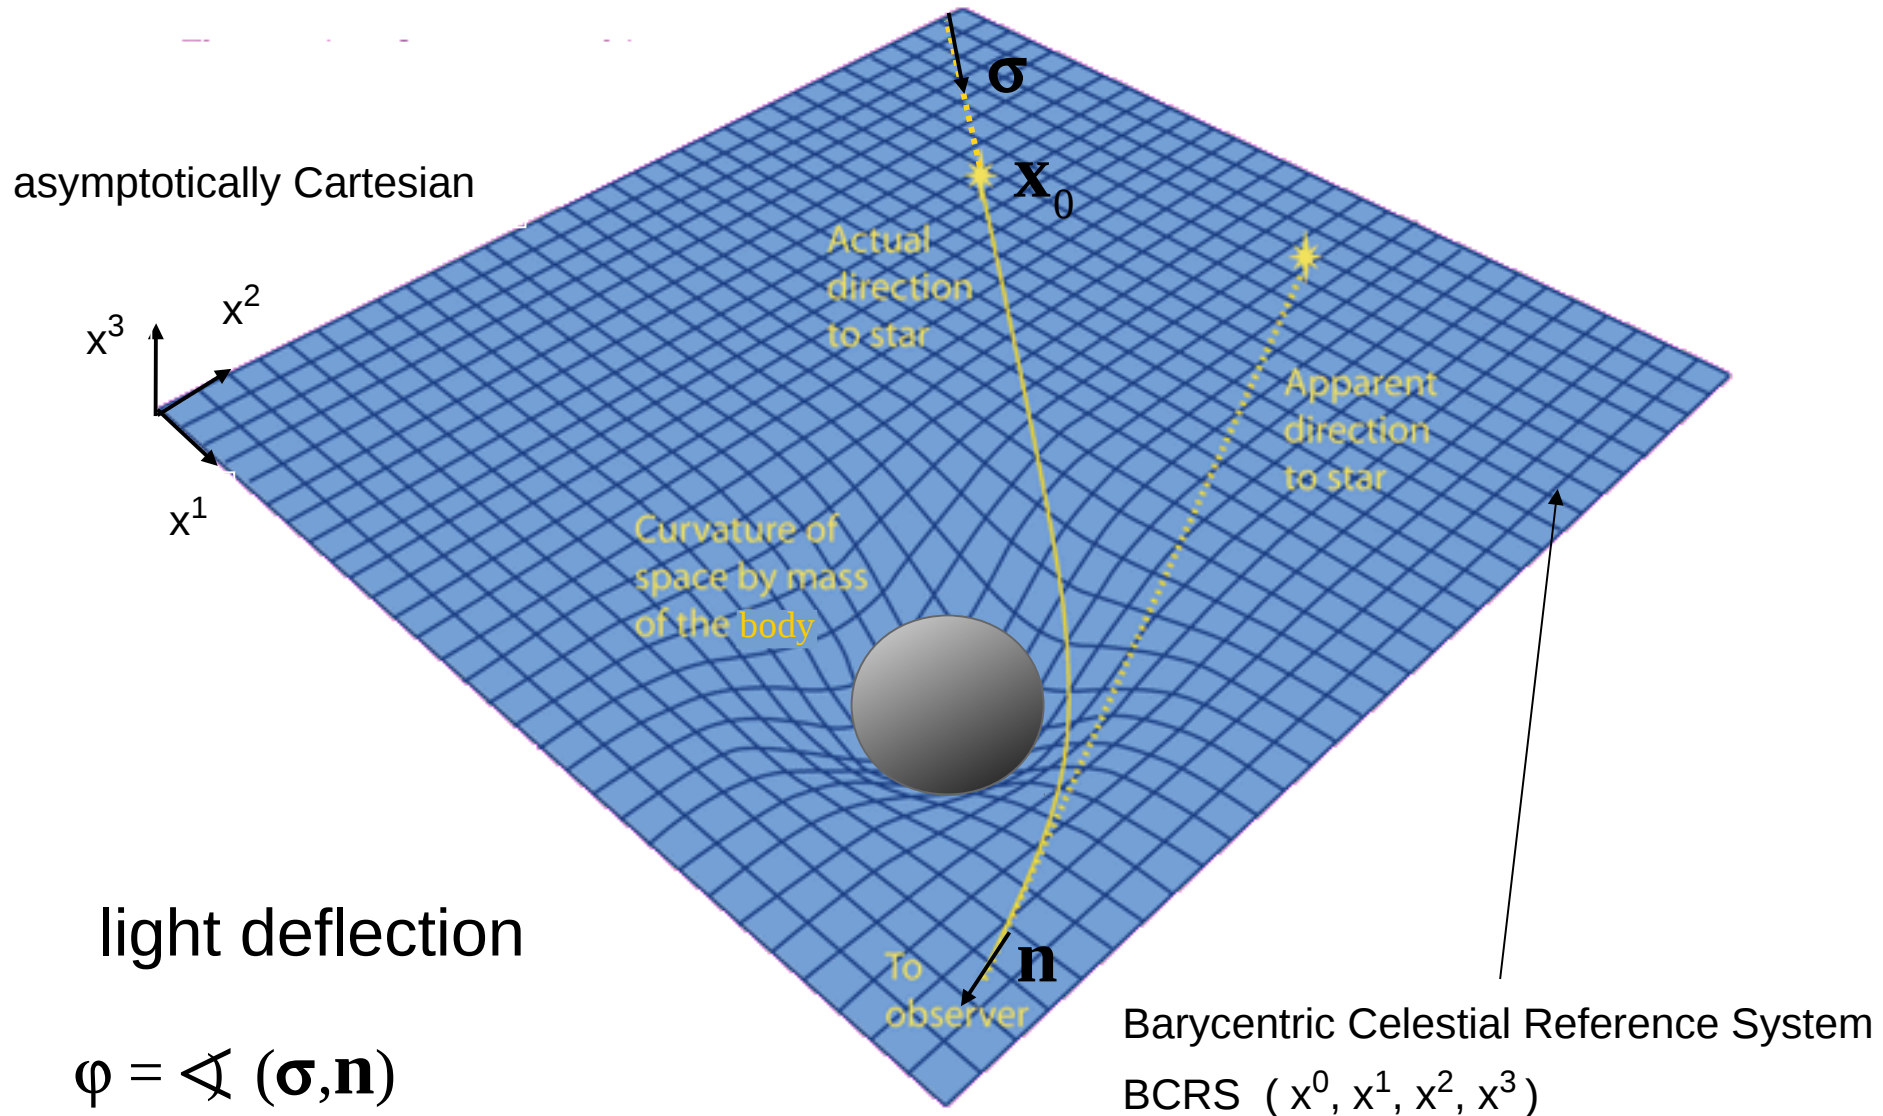 σ
x₀
asymptotically Cartesian
Actual
direction
to star
x²
x³
Apparent
direction
to star
x¹
Curvature of
space by mass
of the body
light deflection
To
observer
n
Barycentric Celestial Reference System
φ = ∢ (σ,n)
BCRS ( x⁰, x¹, x², x³ )